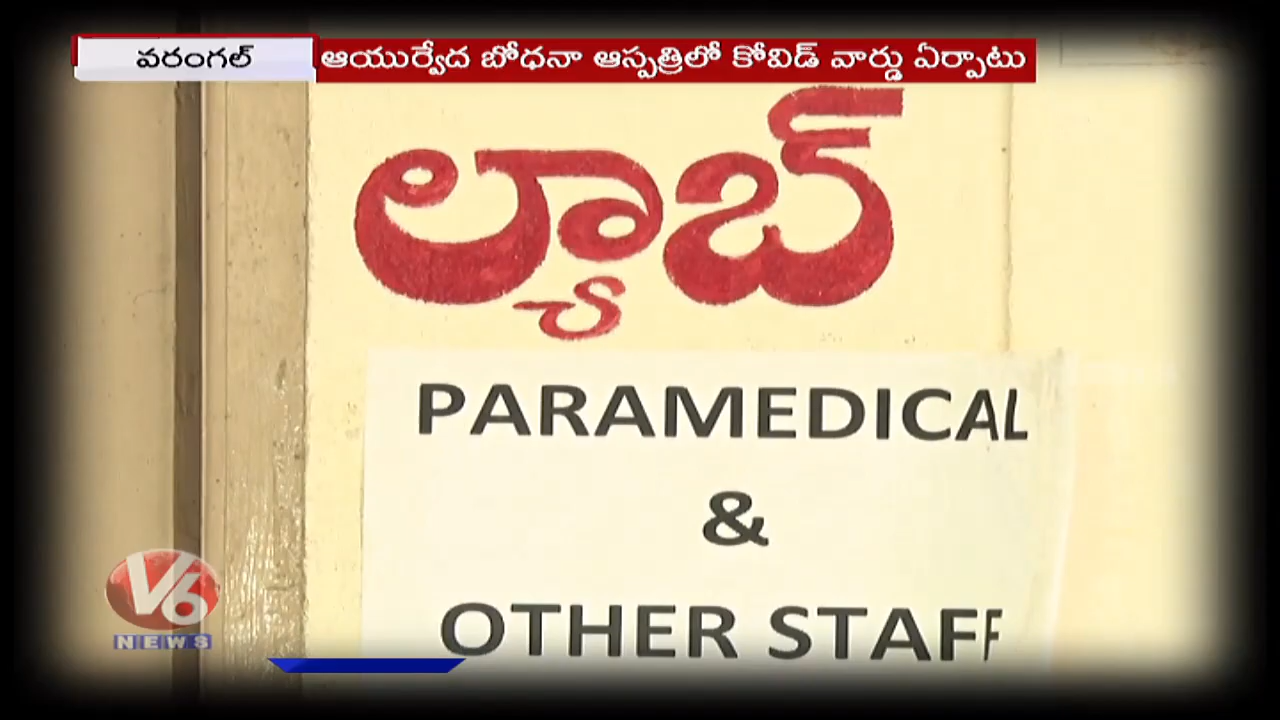 వరంగల్ ఆయుర్వేద బోధనా ఆస్పత్రిలో కోవిడ్ వార్డు ఏర్పాటు
ల్యాబ్
PARAMEDICAL
&
OTHER STAFF
V6
NEWS